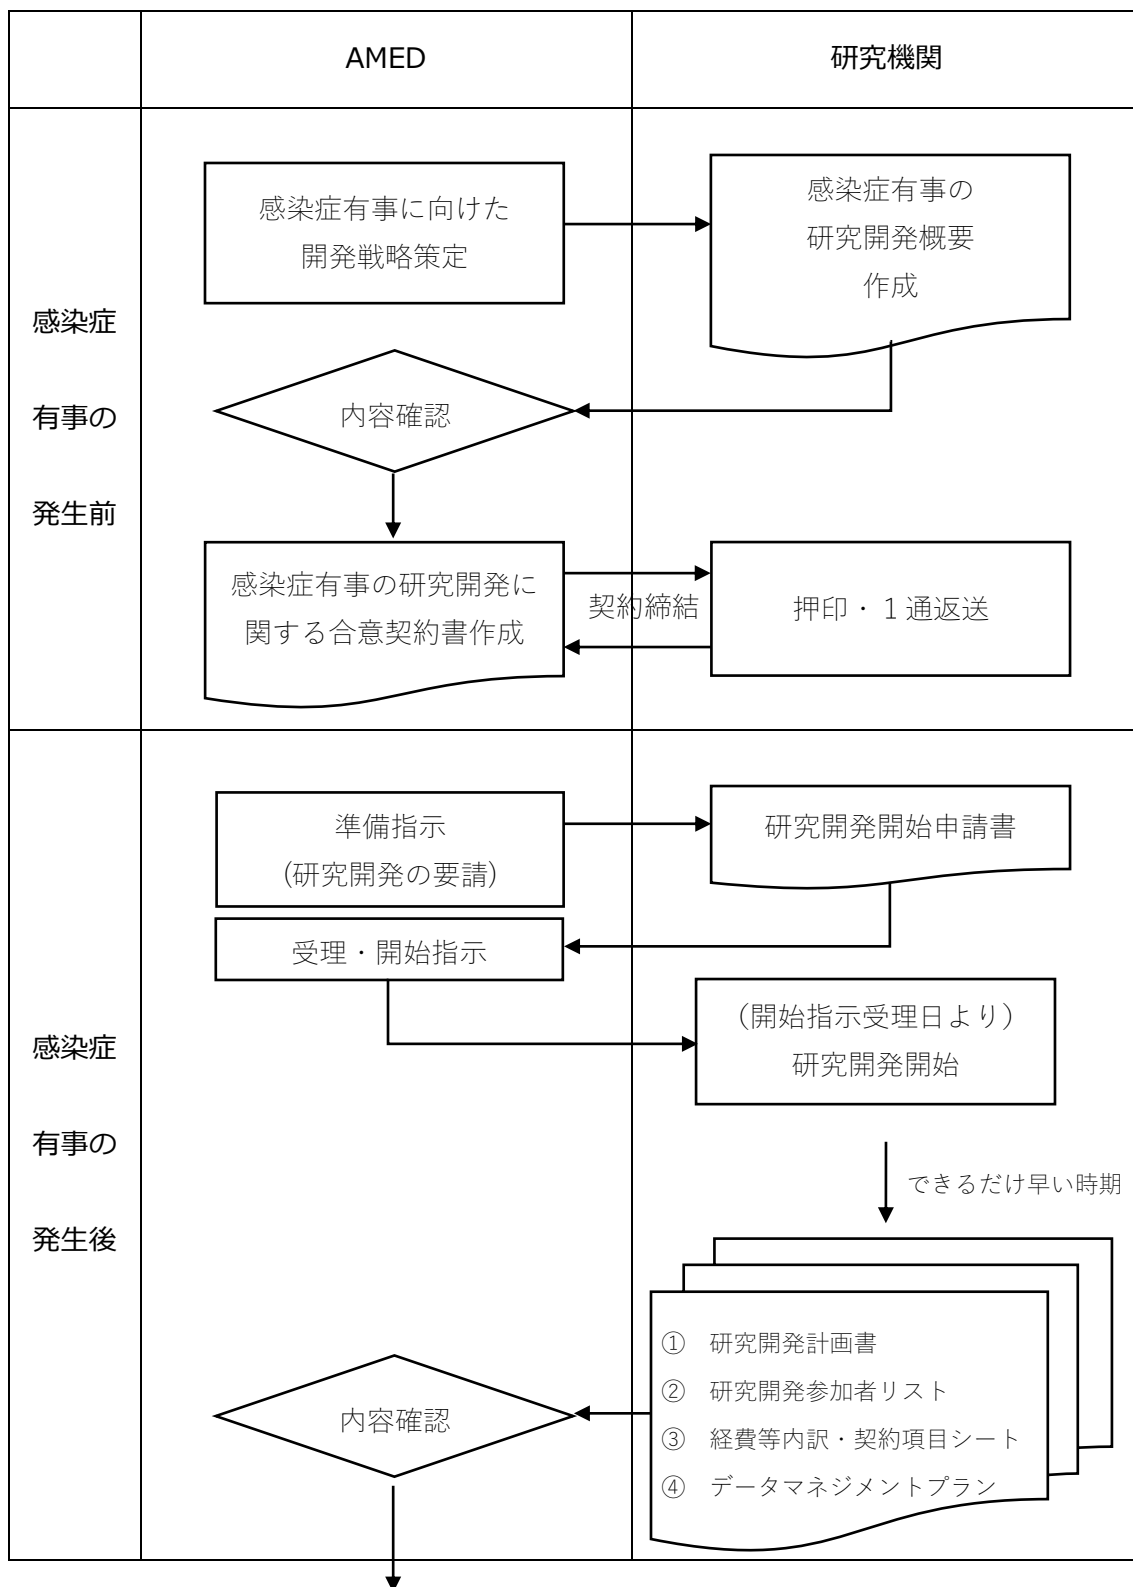 AMED
研究機関
感染症
有事の
発生前
感染症有事に向けた
開発戦略策定
感染症有事の
研究開発概要
作成
内容確認
感染症有事の研究開発に
関する合意契約書作成
契約締結
押印・１通返送
感染症
有事の
発生後
準備指示
(研究開発の要請)
研究開発開始申請書
受理・開始指示
（開始指示受理日より）
研究開発開始
できるだけ早い時期
① 研究開発計画書
② 研究開発参加者リスト
③ 経費等内訳・契約項目シート
④ データマネジメントプラン
内容確認